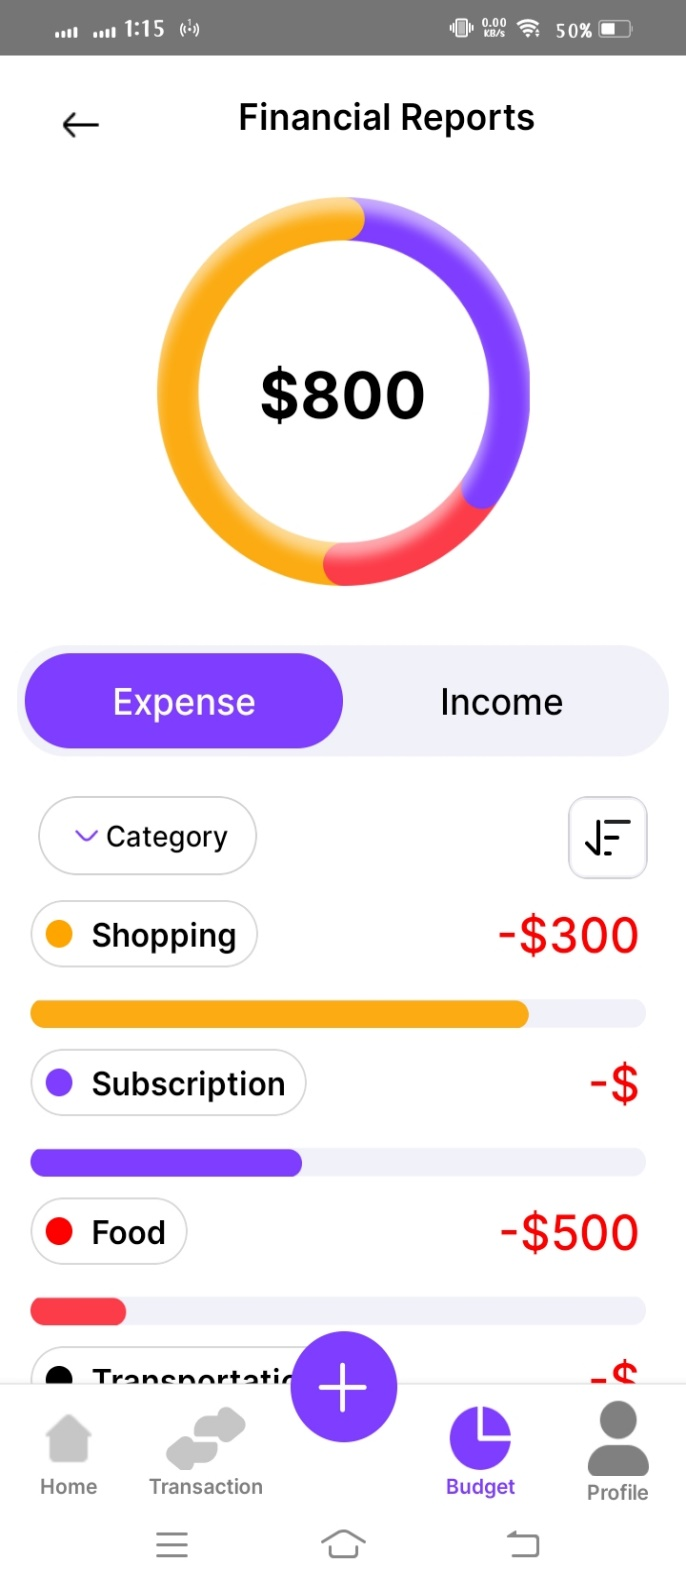 1:15 0.00 KB/s 50%
Financial Reports
$800
Expense Income
Category
Shopping -$300
Subscription -$
Food -$500
Transportatio -$
Home Transaction Budget Profile